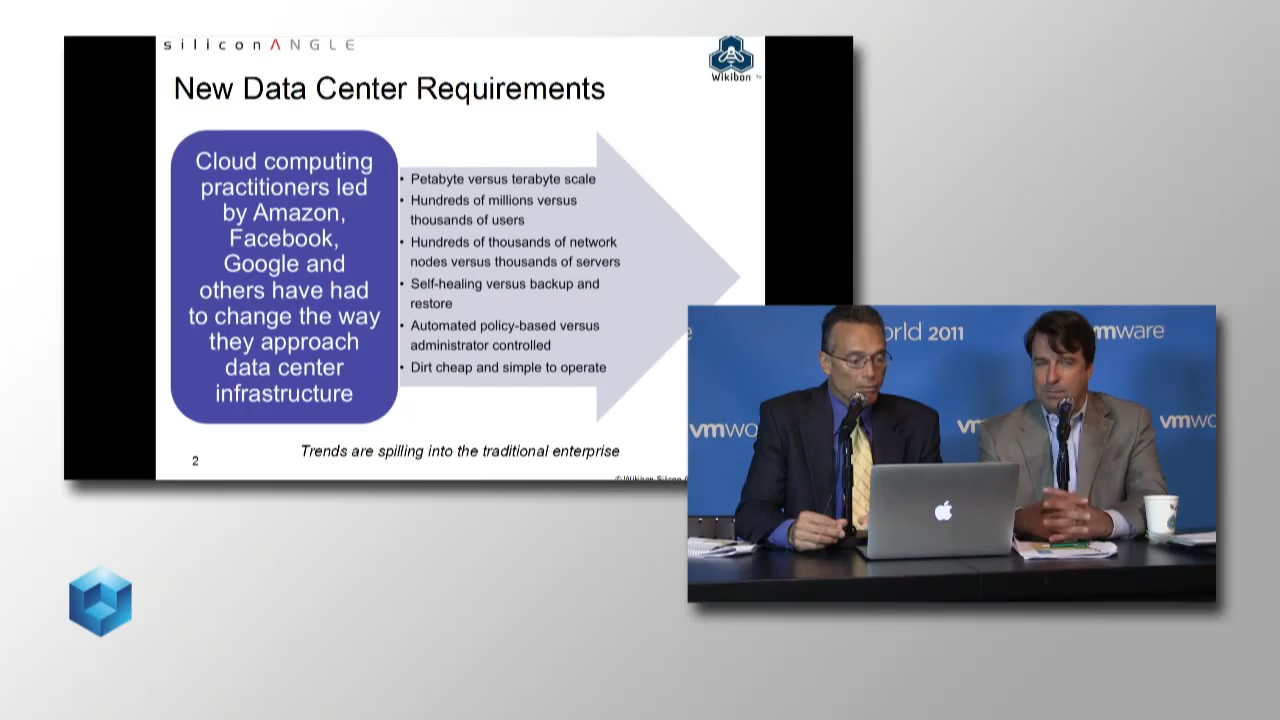 siliconANGLE
Wikibon
New Data Center Requirements
Cloud computing
practitioners led
by Amazon,
Facebook,
Google and
others have had
to change the way
they approach
data center
infrastructure
• Petabyte versus terabyte scale
• Hundreds of millions versus
thousands of users
• Hundreds of thousands of network
nodes versus thousands of servers
• Self-healing versus backup and
restore
• Automated policy-based versus
administrator controlled
• Dirt cheap and simple to operate
Trends are spilling into the traditional enterprise
2
© Wikibon Silicon
orld 2011
mware
vmwo
vm
vmwc